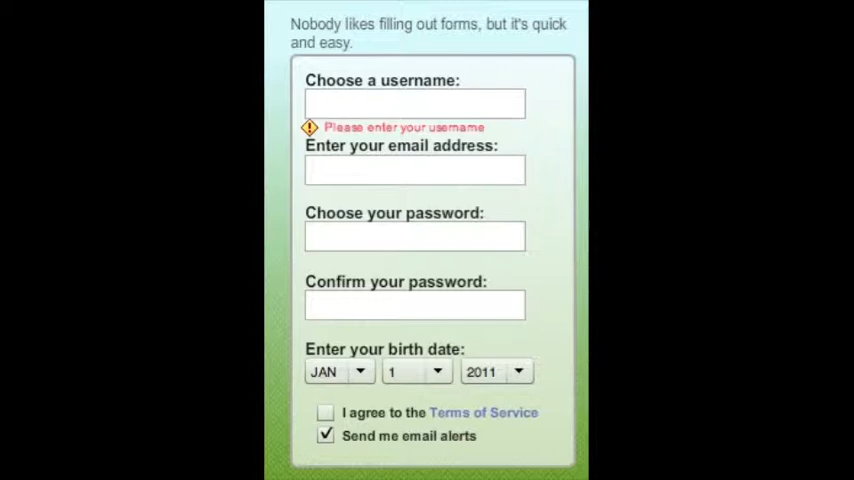 Nobody likes filling out forms, but it's quick
and easy.
Choose a username:
Please enter your username
Enter your email address:
Choose your password:
Confirm your password:
Enter your birth date:
JAN 1 2011
I agree to the Terms of Service
Send me email alerts